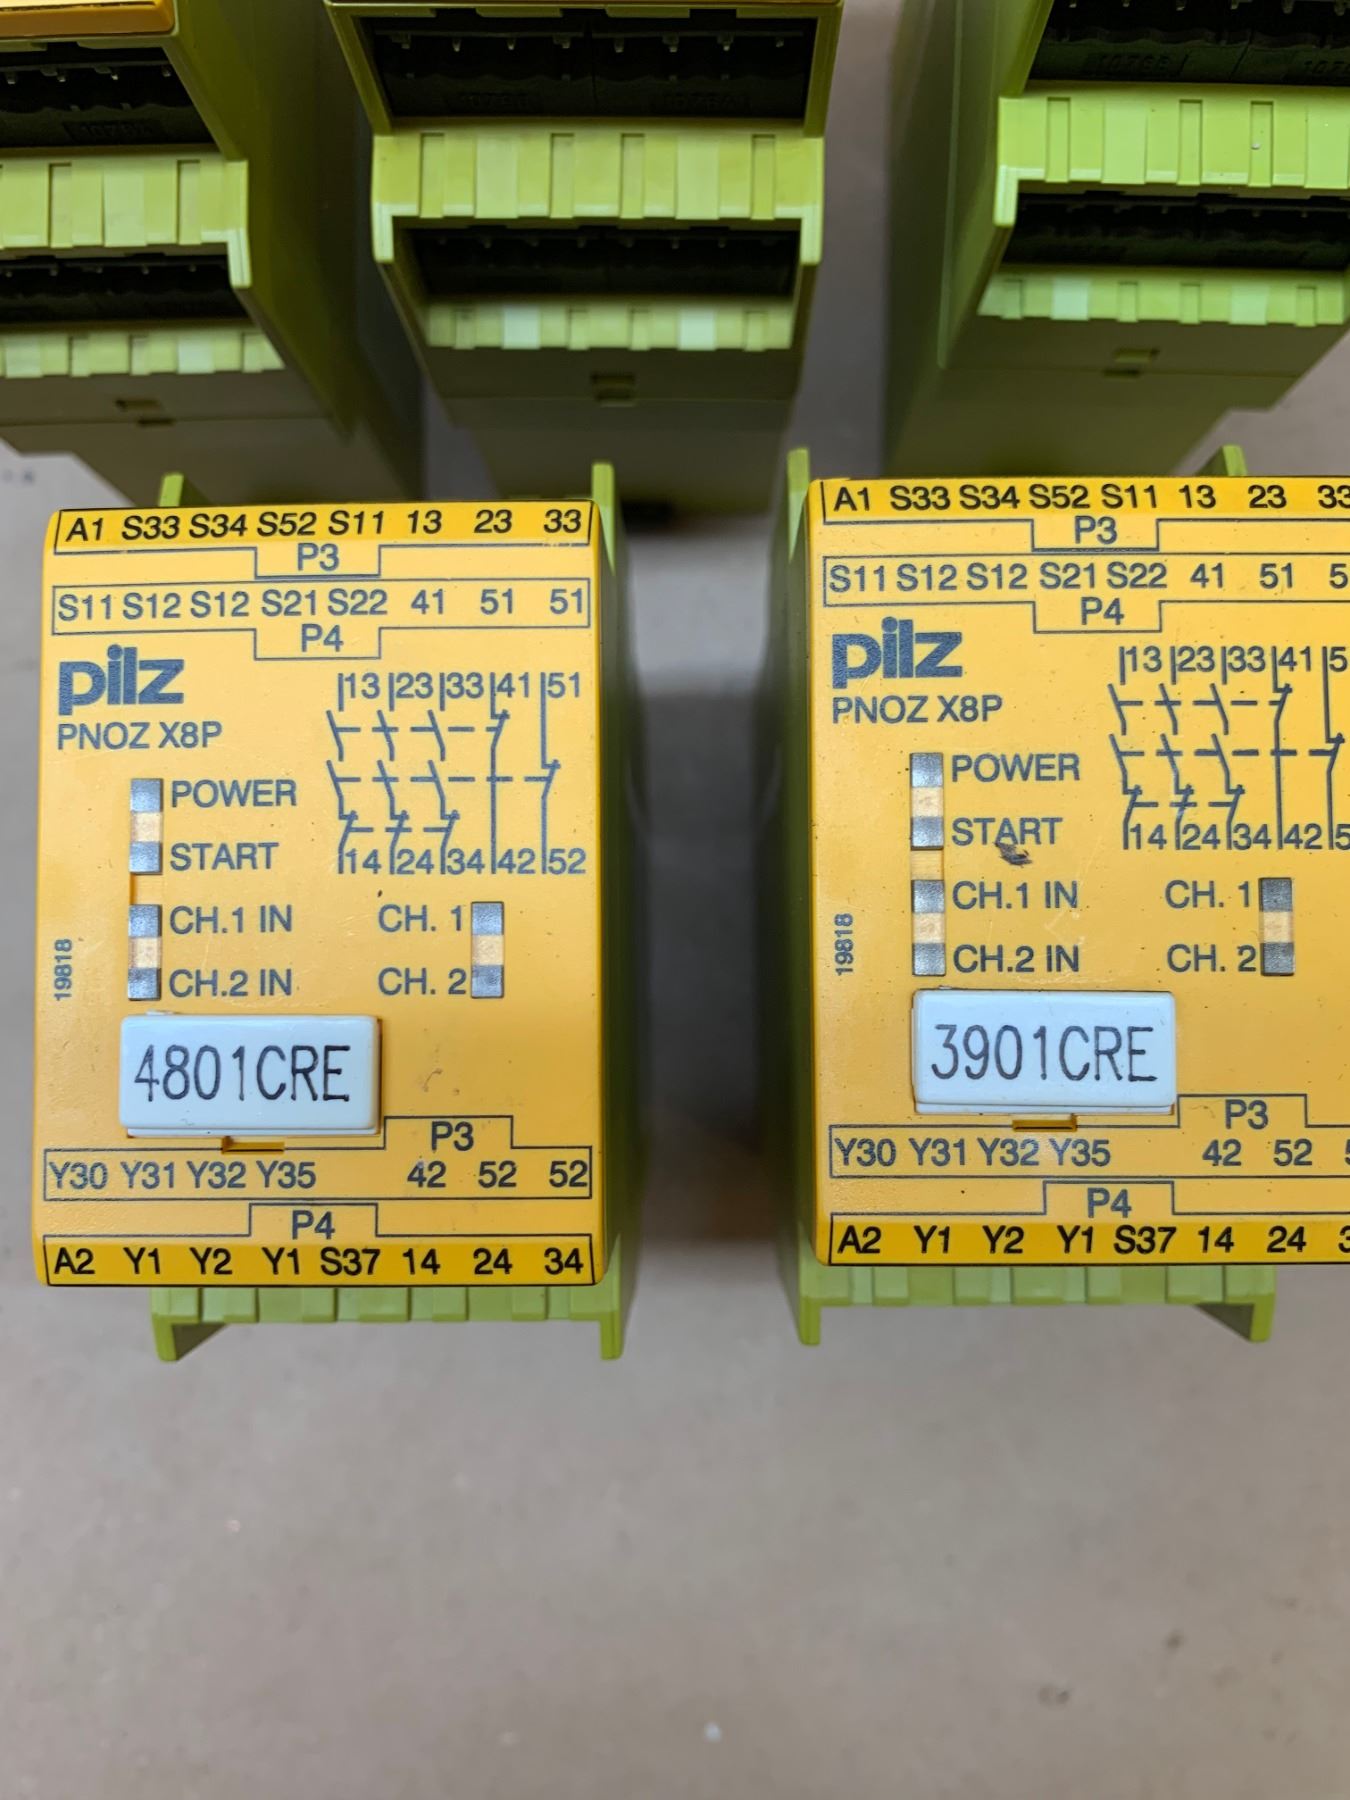 A1 S33 S34 S52 S11 13 23 33
P3
S11 S12 S12 S21 S22 41 51 51
P4
pilz
PNOZ X8P
13 23 33 41 51
14 24 34 42 52
POWER
START
CH.1 IN
CH.2 IN
CH. 1
CH. 2
19818
4801CRE
P3
Y30 Y31 Y32 Y35 42 52 52
P4
A2 Y1 Y2 Y1 S37 14 24 34
A1 S33 S34 S52 S11 13 23 33
P3
S11 S12 S12 S21 S22 41 51 5
P4
pilz
PNOZ X8P
13 23 33 41 5
14 24 34 42 5
POWER
START
CH.1 IN
CH.2 IN
CH. 1
CH. 2
19818
3901CRE
P3
Y30 Y31 Y32 Y35 42 52
P4
A2 Y1 Y2 Y1 S37 14 24 3